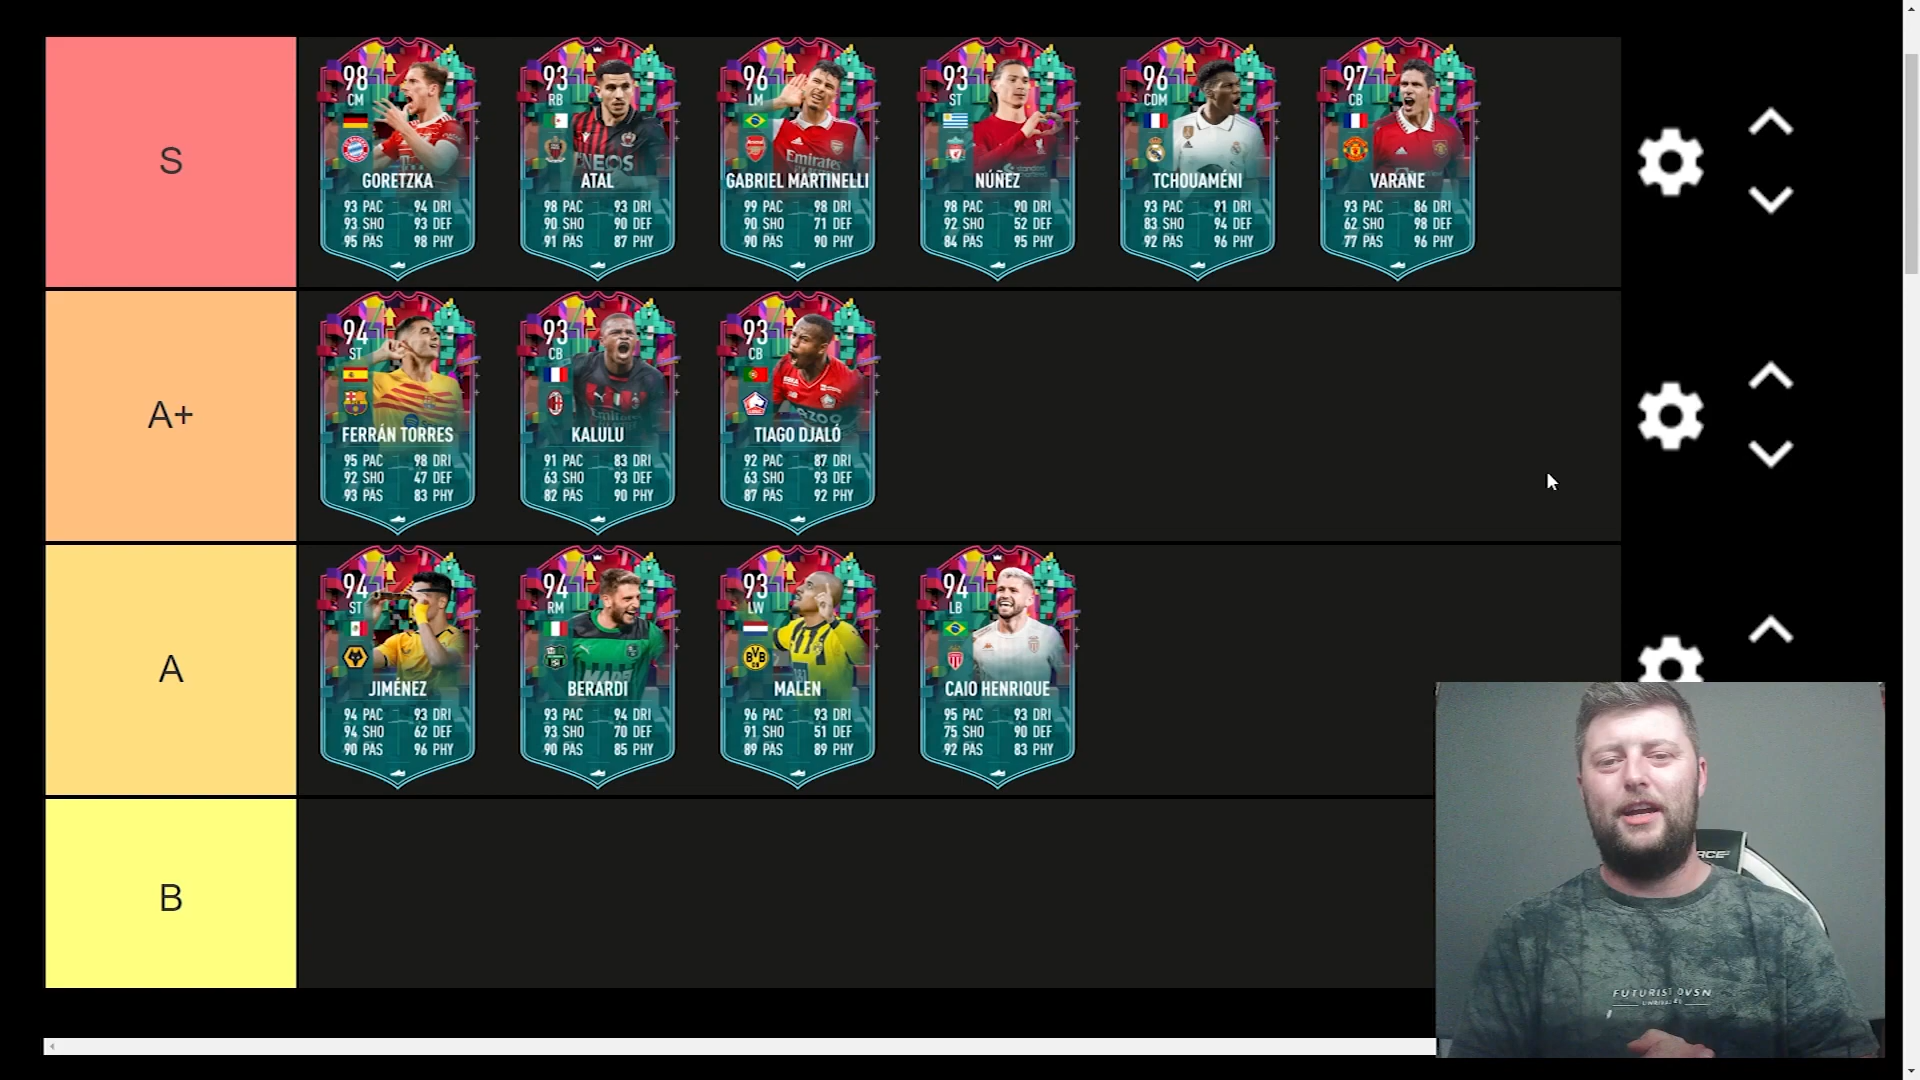 S
98 CM
GORETZKA
93 PAC 94 DRI
93 SHO 93 DEF
95 PAS 98 PHY
93 RB
INEOS
ATAL
98 PAC 93 DRI
90 SHO 90 DEF
91 PAS 87 PHY
96 LM
Emirates
GABRIEL MARTINELLI
99 PAC 98 DRI
90 SHO 71 DEF
90 PAS 90 PHY
93 ST
NÚÑEZ
98 PAC 90 DRI
92 SHO 52 DEF
84 PAS 95 PHY
96 CDM
TCHOUAMÉNI
93 PAC 91 DRI
83 SHO 94 DEF
92 PAS 96 PHY
97 CB
VARANE
93 PAC 86 DRI
62 SHO 98 DEF
77 PAS 96 PHY
A+
94 ST
FERRÁN TORRES
95 PAC 98 DRI
92 SHO 47 DEF
93 PAS 83 PHY
93 CB
KALULU
91 PAC 83 DRI
63 SHO 93 DEF
82 PAS 90 PHY
93 CB
TIAGO DJALÓ
92 PAC 87 DRI
63 SHO 93 DEF
87 PAS 92 PHY
A
94 ST
JIMÉNEZ
94 PAC 93 DRI
94 SHO 62 DEF
90 PAS 96 PHY
94 RM
BERARDI
93 PAC 94 DRI
93 SHO 70 DEF
90 PAS 85 PHY
93 LW
BVB 09
MALEN
96 PAC 93 DRI
91 SHO 51 DEF
89 PAS 89 PHY
94 LB
CAIO HENRIQUE
95 PAC 93 DRI
75 SHO 90 DEF
92 PAS 83 PHY
B
FUTURIST OVSN